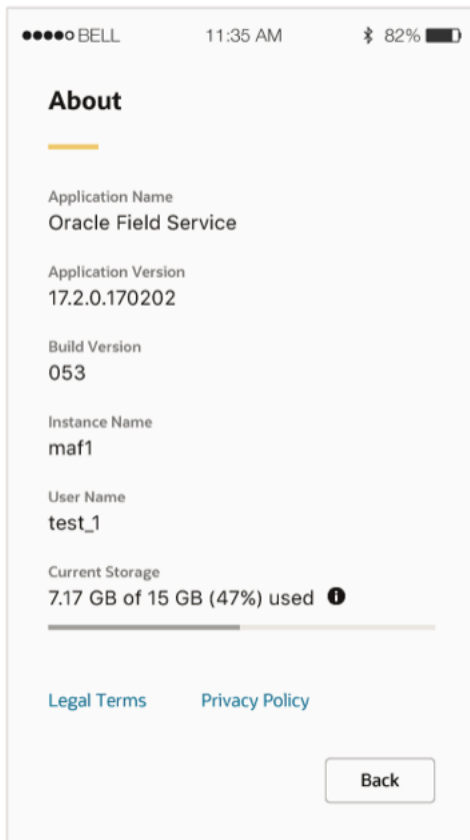 BELL 11:35 AM 82%
About
Application Name
Oracle Field Service
Application Version
17.2.0.170202
Build Version
053
Instance Name
maf1
User Name
test_1
Current Storage
7.17 GB of 15 GB (47%) used
Legal Terms Privacy Policy
Back